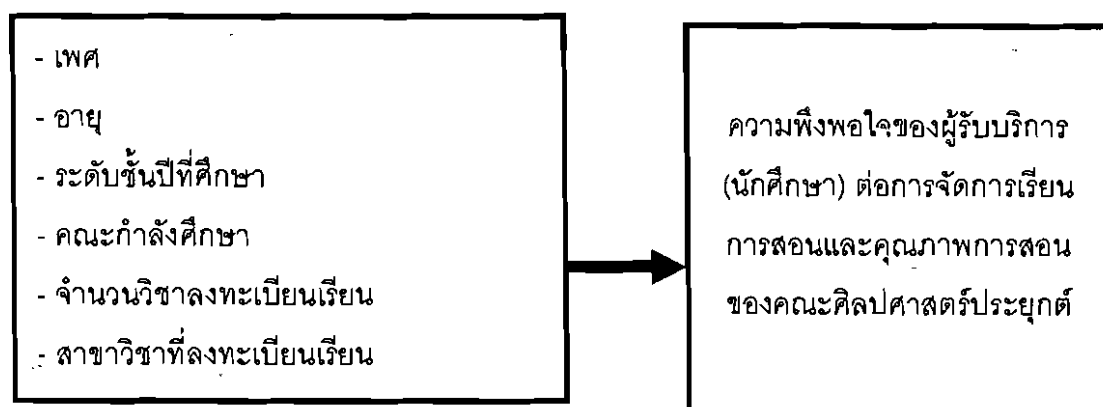 - เพศ
- อายุ
- ระดับชั้นปีที่ศึกษา
- คณะกำลังศึกษา
- จำนวนวิชาลงทะเบียนเรียน
- สาขาวิชาที่ลงทะเบียนเรียน
ความพึงพอใจของผู้รับบริการ
(นักศึกษา) ต่อการจัดการเรียน
การสอนและคุณภาพการสอน
ของคณะศิลปศาสตร์ประยุกต์